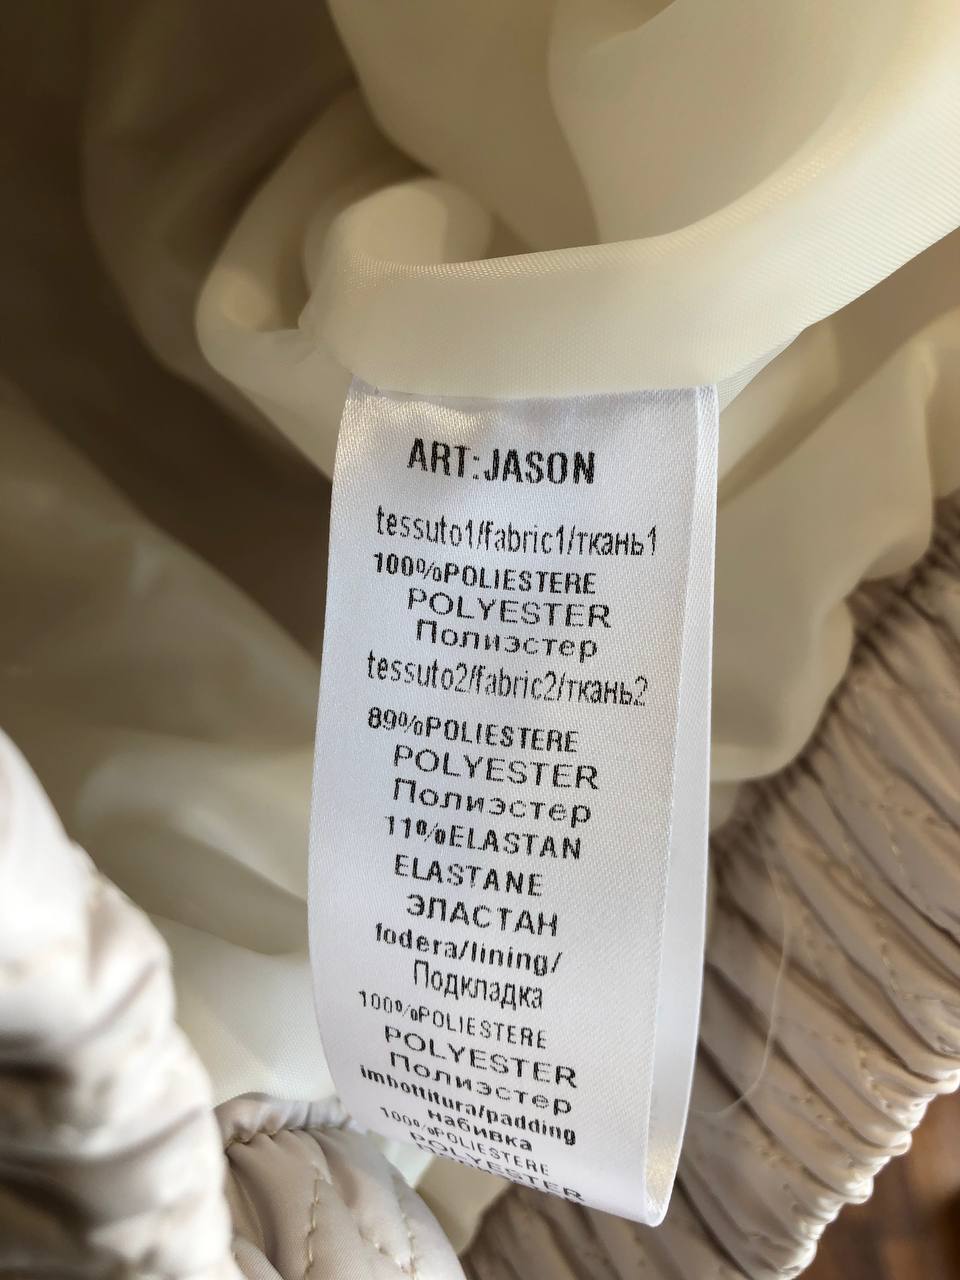 ART:JASON
tessuto1/fabric1/ткань1
100%POLIESTERE
POLYESTER
Полиэстер
tessuto2/fabric2/ткань2
89%POLIESTERE
POLYESTER
Полиэстер
11%ELASTAN
ELASTANE
ЭЛАСТАН
fodera/lining/
Подкладка
100%POLIESTERE
POLYESTER
Полиэстер
imbottitura/padding
набивка
100%POLIESTERE
POLYESTER